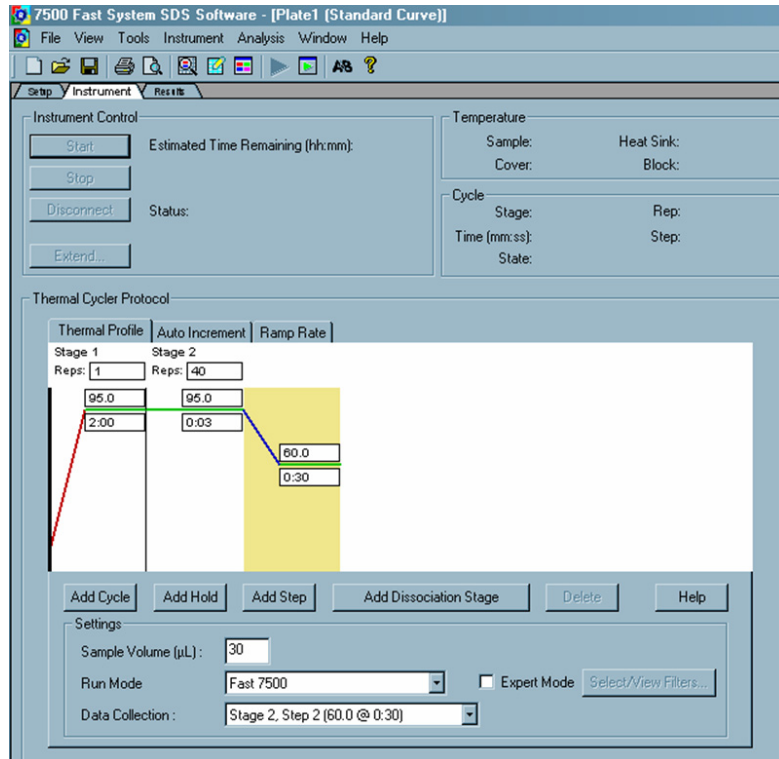 7500 Fast System SDS Software - [Plate1 (Standard Curve)]
File View Tools Instrument Analysis Window Help
Setup Instrument Results
Instrument Control
Start Estimated Time Remaining (hh:mm):
Stop
Disconnect Status:
Extend...
Temperature
Sample: Heat Sink:
Cover: Block:
Cycle
Stage: Rep:
Time (mm:ss): Step:
State:
Thermal Cycler Protocol
Thermal Profile Auto Increment Ramp Rate
Stage 1 Stage 2
Reps: 1 Reps: 40
95.0 95.0
2:00 0:03
60.0
0:30
Add Cycle Add Hold Add Step Add Dissociation Stage Delete Help
Settings
Sample Volume (µL) : 30
Run Mode Fast 7500 Expert Mode Select/View Filters...
Data Collection : Stage 2, Step 2 (60.0 @ 0:30)